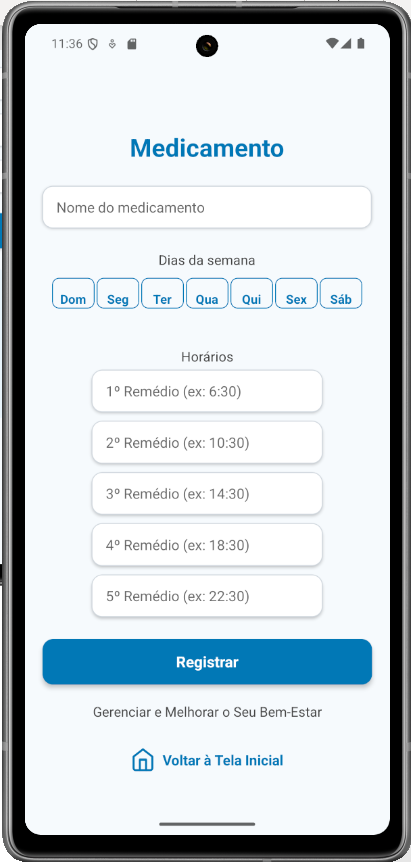 11:36
Medicamento
Nome do medicamento
Dias da semana
Dom Seg Ter Qua Qui Sex Sáb
Horários
1º Remédio (ex: 6:30)
2º Remédio (ex: 10:30)
3º Remédio (ex: 14:30)
4º Remédio (ex: 18:30)
5º Remédio (ex: 22:30)
Registrar
Gerenciar e Melhorar o Seu Bem-Estar
Voltar à Tela Inicial